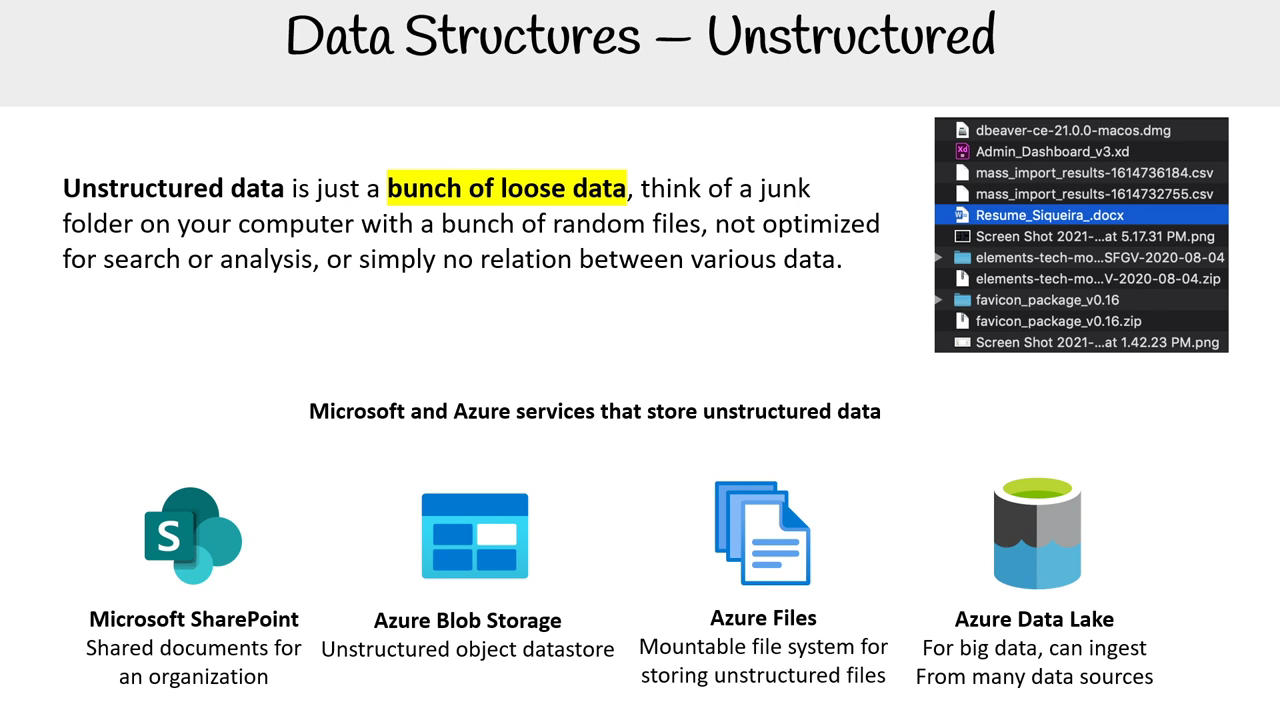 Data Structures — Unstructured
Unstructured data is just a bunch of loose data, think of a junk
folder on your computer with a bunch of random files, not optimized
for search or analysis, or simply no relation between various data.
dbeaver-ce-21.0.0-macos.dmg
Admin_Dashboard_v3.xd
mass_import_results-1614736184.csv
mass_import_results-1614732755.csv
Resume_Siqueira_.docx
Screen Shot 2021-...at 5.17.31 PM.png
elements-tech-mo...SFGV-2020-08-04
elements-tech-mo...V-2020-08-04.zip
favicon_package_v0.16
favicon_package_v0.16.zip
Screen Shot 2021-...at 1.42.23 PM.png
Microsoft and Azure services that store unstructured data
S
Microsoft SharePoint
Shared documents for
an organization
Azure Blob Storage
Unstructured object datastore
Azure Files
Mountable file system for
storing unstructured files
Azure Data Lake
For big data, can ingest
From many data sources